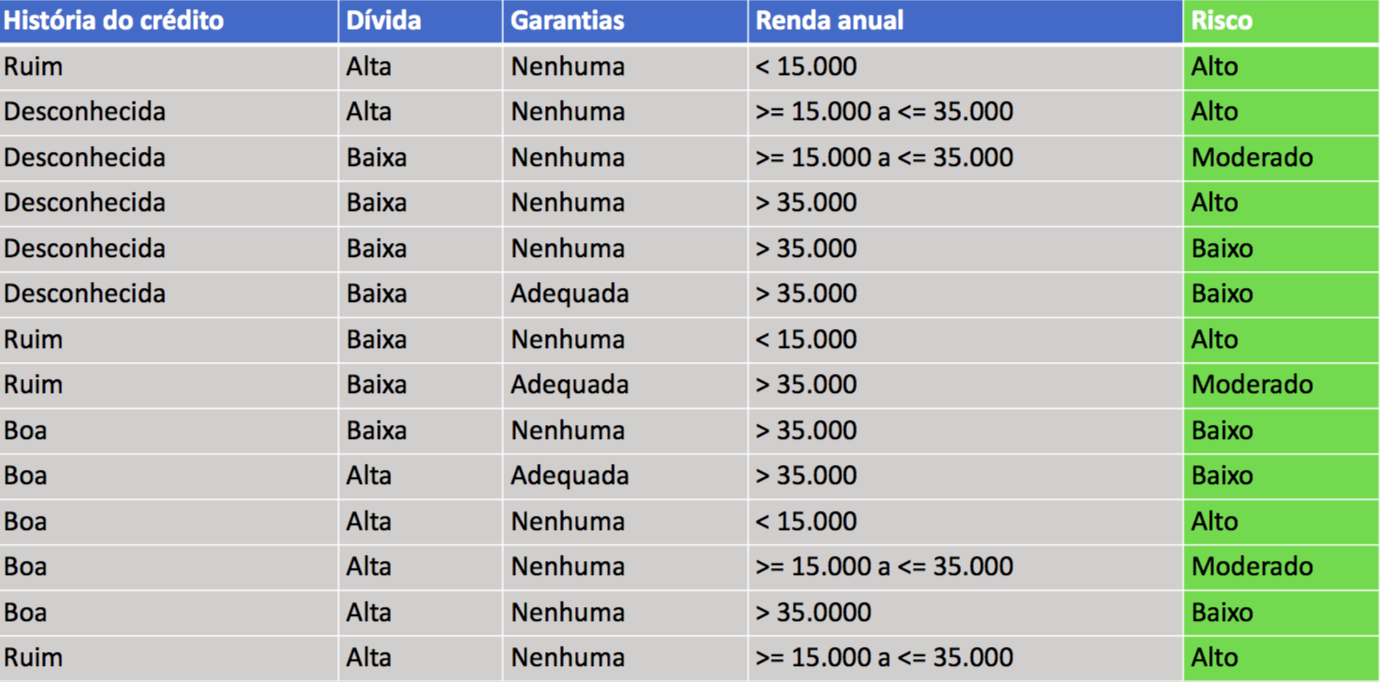 História do crédito Dívida Garantias Renda anual Risco
Ruim Alta Nenhuma < 15.000 Alto
Desconhecida Alta Nenhuma >= 15.000 a <= 35.000 Alto
Desconhecida Baixa Nenhuma >= 15.000 a <= 35.000 Moderado
Desconhecida Baixa Nenhuma > 35.000 Alto
Desconhecida Baixa Nenhuma > 35.000 Baixo
Desconhecida Baixa Adequada > 35.000 Baixo
Ruim Baixa Nenhuma < 15.000 Alto
Ruim Baixa Adequada > 35.000 Moderado
Boa Baixa Nenhuma > 35.000 Baixo
Boa Alta Adequada > 35.000 Baixo
Boa Alta Nenhuma < 15.000 Alto
Boa Alta Nenhuma >= 15.000 a <= 35.000 Moderado
Boa Alta Nenhuma > 35.0000 Baixo
Ruim Alta Nenhuma >= 15.000 a <= 35.000 Alto